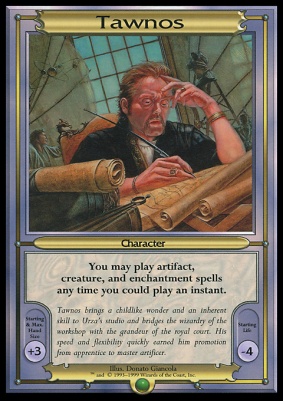 Tawnos
Character
You may play artifact,
creature, and enchantment spells
any time you could play an instant.
Starting
& Max.
Hand
Size
+3
Tawnos brings a childlike wonder and an inherent
skill to Urza's studio and bridges the wizardry of the
workshop with the grandeur of the royal court. His
speed and flexibility quickly earned him promotion
from apprentice to master artificer.
Starting
Life
-4
Illus. Donato Giancola
™ and © 1993–1999 Wizards of the Coast, Inc.